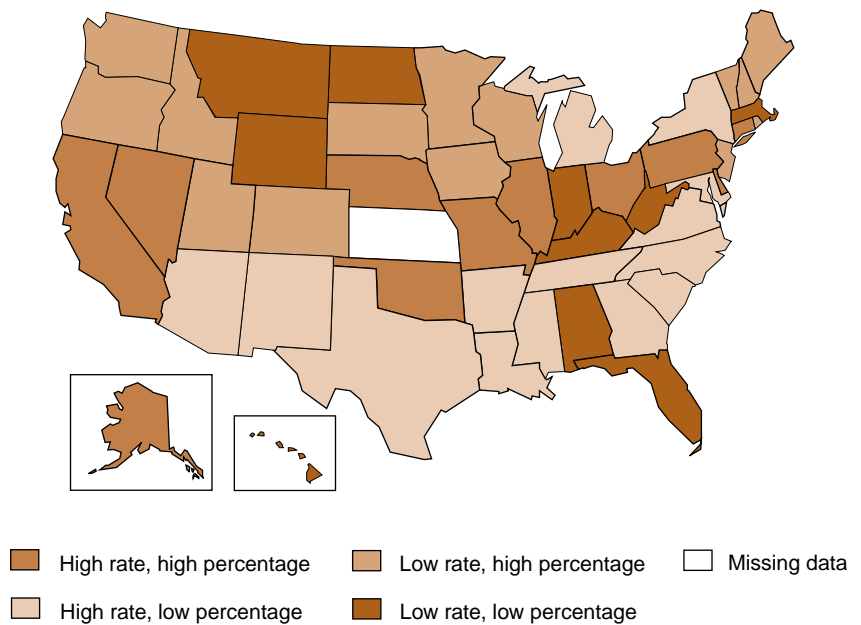 High rate, high percentage
Low rate, high percentage
Missing data
High rate, low percentage
Low rate, low percentage